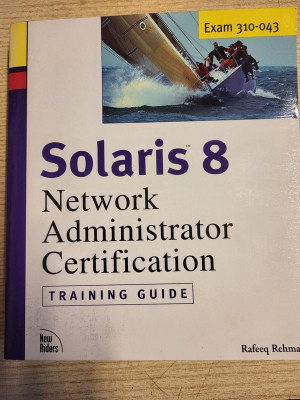 Exam 310-043
Solaris™ 8
Network
Administrator
Certification
TRAINING GUIDE
New
Riders
Rafeeq Rehma